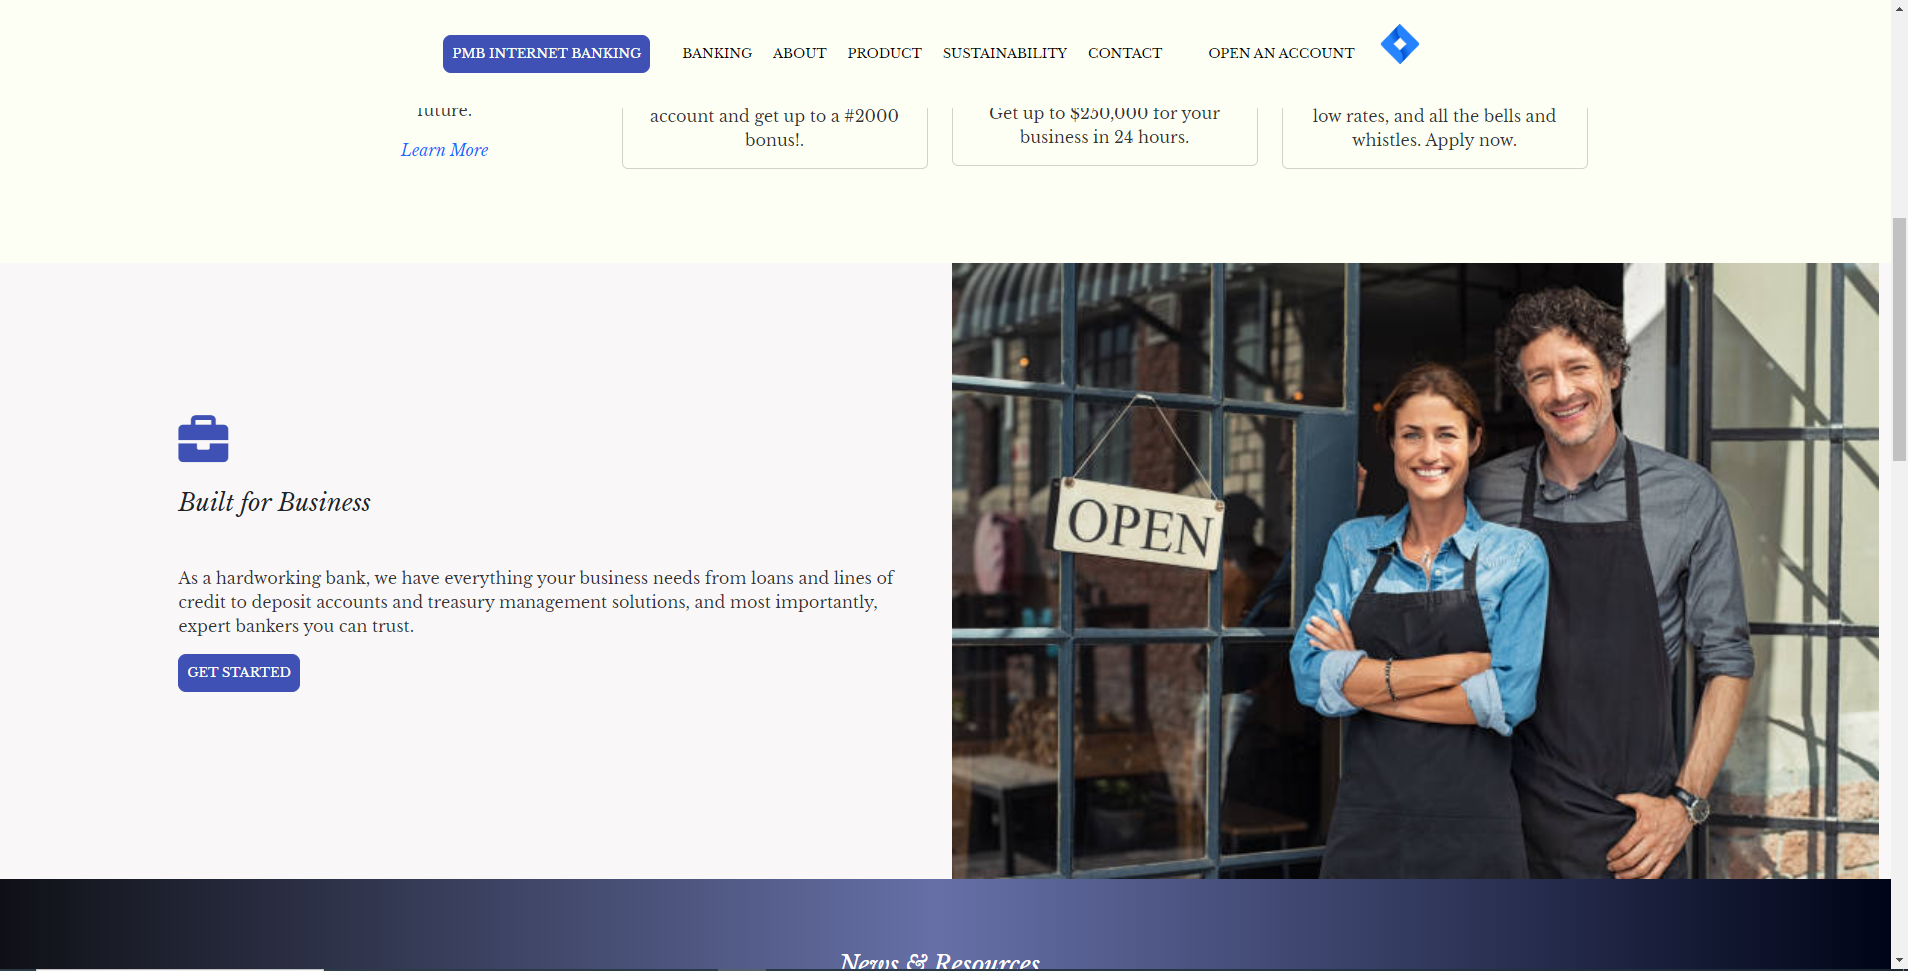 PMB INTERNET BANKING BANKING ABOUT PRODUCT SUSTAINABILITY CONTACT OPEN AN ACCOUNT
future.
Learn More
account and get up to a #2000
bonus!.
Get up to $250,000 for your
business in 24 hours.
low rates, and all the bells and
whistles. Apply now.
Built for Business
As a hardworking bank, we have everything your business needs from loans and lines of
credit to deposit accounts and treasury management solutions, and most importantly,
expert bankers you can trust.
GET STARTED
OPEN
News & Resources